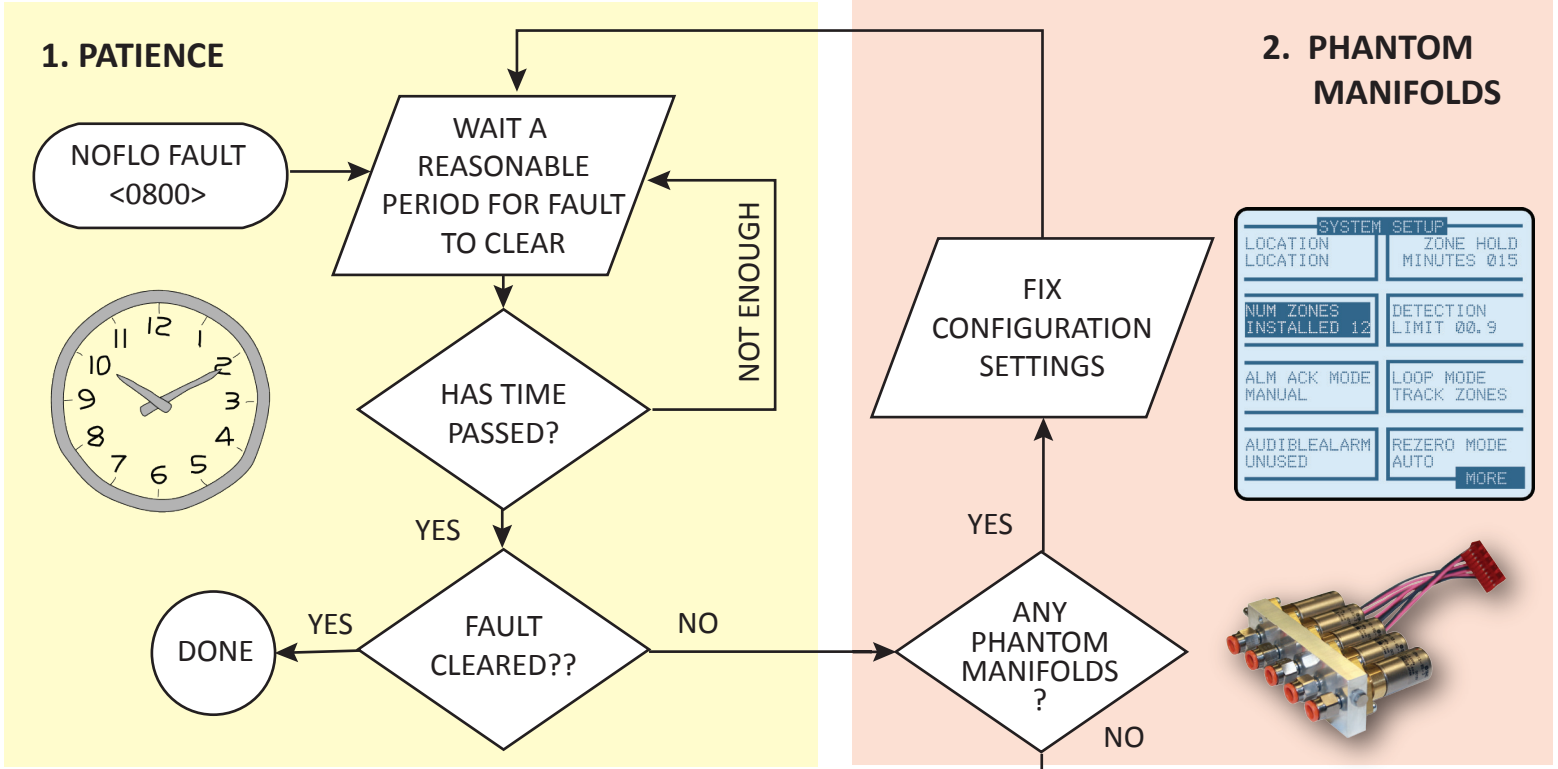 1. PATIENCE
NOFLO FAULT
<0800>
WAIT A
REASONABLE
PERIOD FOR FAULT
TO CLEAR
NOT ENOUGH
12
1
2
3
4
5
6
7
8
9
10
11
HAS TIME
PASSED?
YES
FAULT
CLEARED??
YES
DONE
NO
2. PHANTOM
MANIFOLDS
FIX
CONFIGURATION
SETTINGS
YES
ANY
PHANTOM
MANIFOLDS
?
NO
SYSTEM SETUP
LOCATION
LOCATION
ZONE HOLD
MINUTES 015
NUM ZONES
INSTALLED 12
DETECTION
LIMIT 00.9
ALM ACK MODE
MANUAL
LOOP MODE
TRACK ZONES
AUDIBLEALARM
UNUSED
REZERO MODE
AUTO
MORE